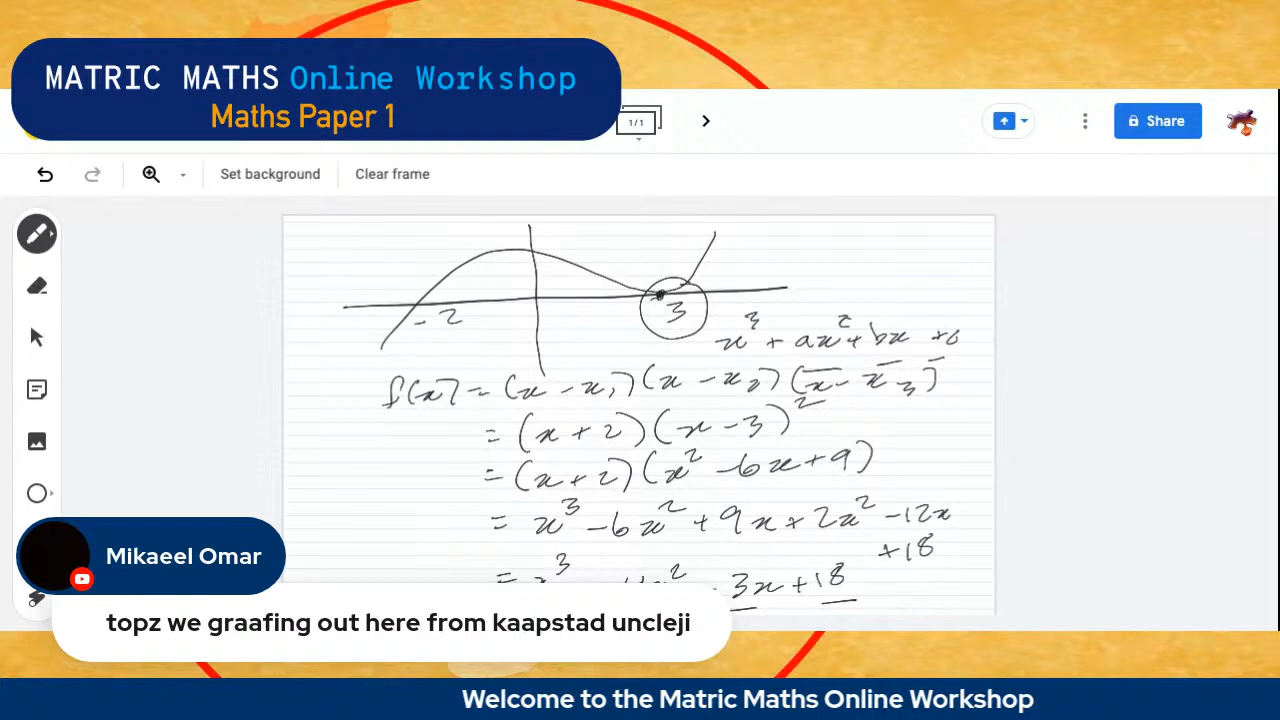 MATRIC MATHS Online Workshop
Maths Paper 1
1/1
Share
Set background
Clear frame
-2
3
x³ + ax² + bx + c
f(x) = (x - x₁)(x - x₂)(x - x₃)
= (x + 2)(x - 3)²
= (x + 2)(x² - 6x + 9)
= x³ - 6x² + 9x + 2x² - 12x
+ 18
= x³ - 4x² - 3x + 18
Mikaeel Omar
topz we graafing out here from kaapstad uncleji
Welcome to the Matric Maths Online Workshop